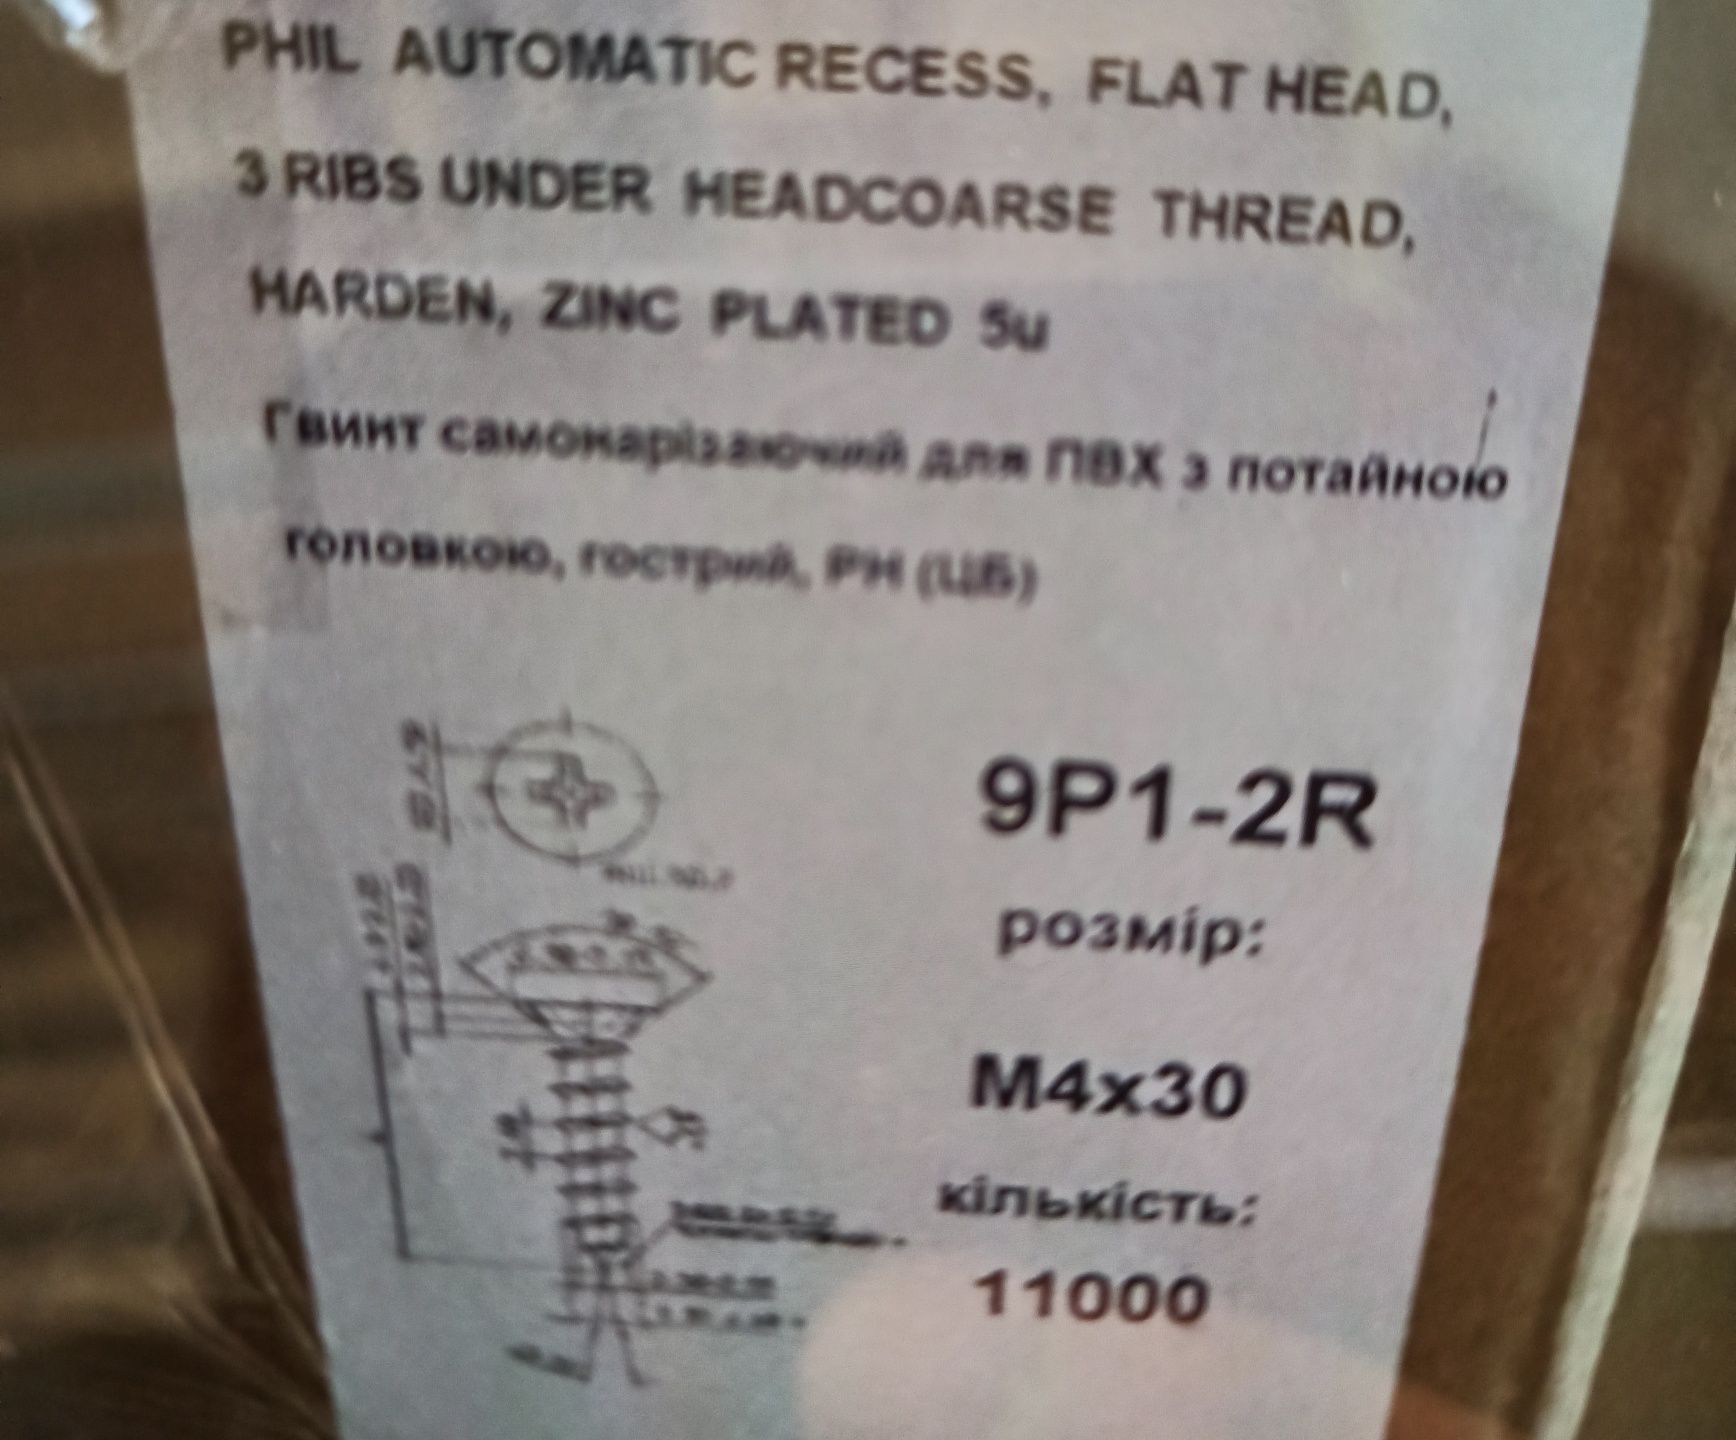 PHIL AUTOMATIC RECESS, FLAT HEAD,
3 RIBS UNDER HEADCOARSE THREAD,
HARDEN, ZINC PLATED 5u
Гвинт самонарізаючий для ПВХ з потайною
головкою, гострий, PH (ЦБ)
9P1-2R
розмір:
M4x30
кількість:
11000